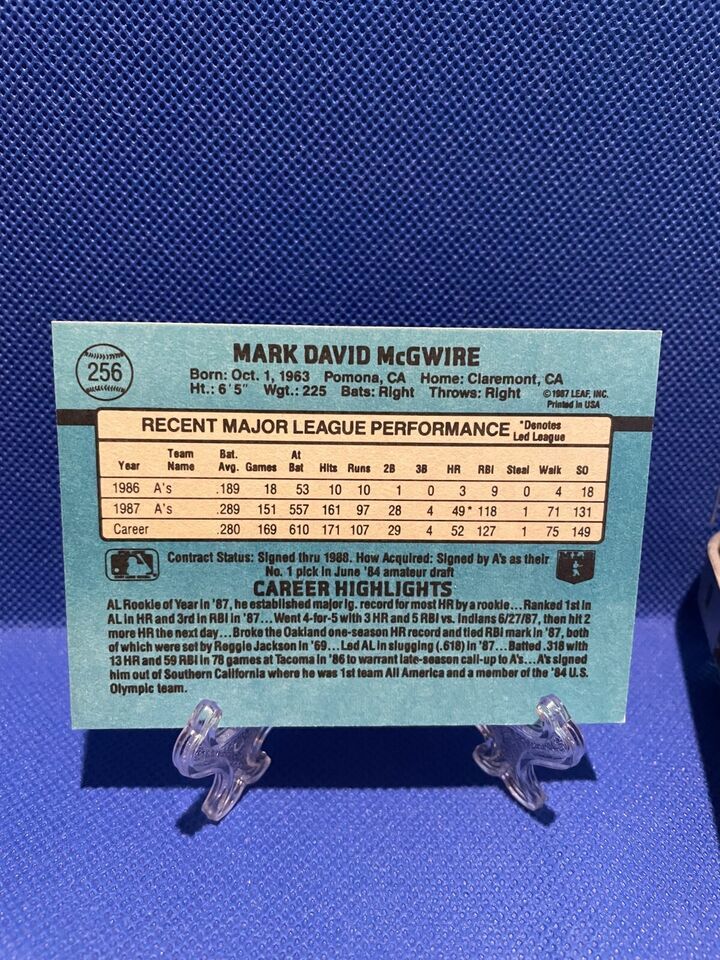 256
MARK DAVID McGWIRE
Born: Oct. 1, 1963 Pomona, CA Home: Claremont, CA
Ht.: 6'5" Wgt.: 225 Bats: Right Throws: Right
©1987 LEAF, INC.
Printed in USA
RECENT MAJOR LEAGUE PERFORMANCE *Denotes Led League
Year Team Name Bat. Avg. Games At Bat Hits Runs 2B 3B HR RBI Steal Walk SO
1986 A's .189 18 53 10 10 1 0 3 9 0 4 18
1987 A's .289 151 557 161 97 28 4 49* 118 1 71 131
Career .280 169 610 171 107 29 4 52 127 1 75 149
Contract Status: Signed thru 1988. How Acquired: Signed by A's as their
No. 1 pick in June '84 amateur draft
CAREER HIGHLIGHTS
AL Rookie of Year in '87, he established major lg. record for most HR by a rookie...Ranked 1st in
AL in HR and 3rd in RBI in '87...Went 4-for-5 with 3 HR and 5 RBI vs. Indians 6/27/87, then hit 2
more HR the next day...Broke the Oakland one-season HR record and tied RBI mark in '87, both
of which were set by Reggie Jackson in '69...Led AL in slugging (.618) in '87...Batted .318 with
13 HR and 59 RBI in 78 games at Tacoma in '86 to warrant late-season call-up to A's...A's signed
him out of Southern California where he was 1st team All America and a member of the '84 U.S.
Olympic team.